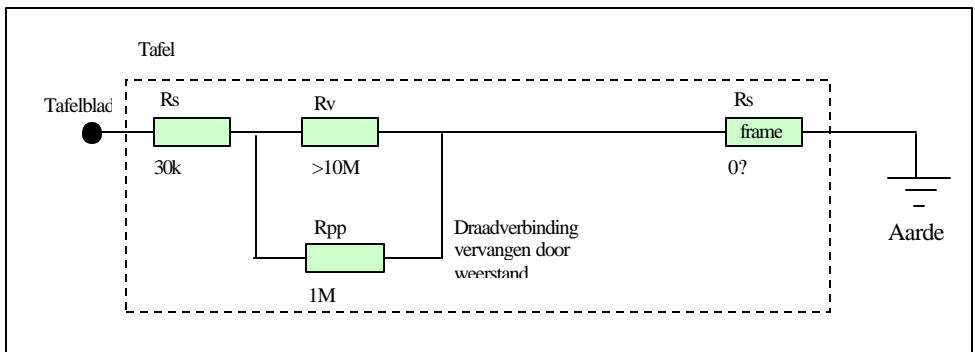 Tafel
Tafelblad
Rs
Rv
Rs
frame
30k
>10M
0?
Rpp
Draadverbinding
vervangen door
weerstand
1M
Aarde